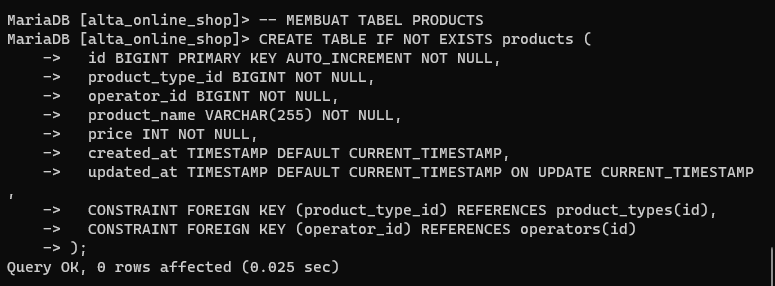 MariaDB [alta_online_shop]> -- MEMBUAT TABEL PRODUCTS
MariaDB [alta_online_shop]> CREATE TABLE IF NOT EXISTS products (
    ->   id BIGINT PRIMARY KEY AUTO_INCREMENT NOT NULL,
    ->   product_type_id BIGINT NOT NULL,
    ->   operator_id BIGINT NOT NULL,
    ->   product_name VARCHAR(255) NOT NULL,
    ->   price INT NOT NULL,
    ->   created_at TIMESTAMP DEFAULT CURRENT_TIMESTAMP,
    ->   updated_at TIMESTAMP DEFAULT CURRENT_TIMESTAMP ON UPDATE CURRENT_TIMESTAMP
,
    ->   CONSTRAINT FOREIGN KEY (product_type_id) REFERENCES product_types(id),
    ->   CONSTRAINT FOREIGN KEY (operator_id) REFERENCES operators(id)
    -> );
Query OK, 0 rows affected (0.025 sec)